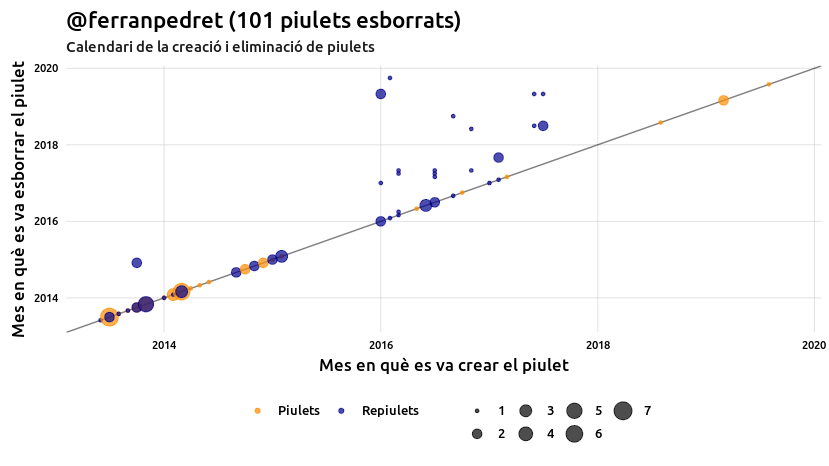 @ferranpedret (101 piulets esborrats)
Calendari de la creació i eliminació de piulets
Mes en què es va esborrar el piulet
2020
2018
2016
2014
2014
2016
2018
2020
Mes en què es va crear el piulet
Piulets
Repiulets
1
3
5
7
2
4
6